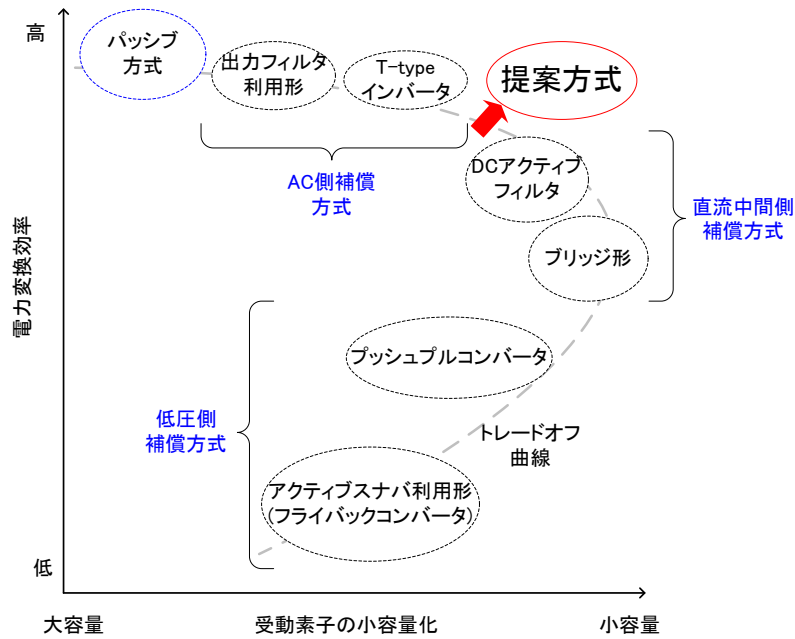 高
パッシブ
方式
出力フィルタ
利用形
T-type
インバータ
提案方式
AC側補償
方式
DCアクティブ
フィルタ
直流中間側
補償方式
ブリッジ形
電力変換効率
プッシュプルコンバータ
低圧側
補償方式
トレードオフ
曲線
アクティブスナバ利用形
(フライバックコンバータ)
低
大容量
受動素子の小容量化
小容量